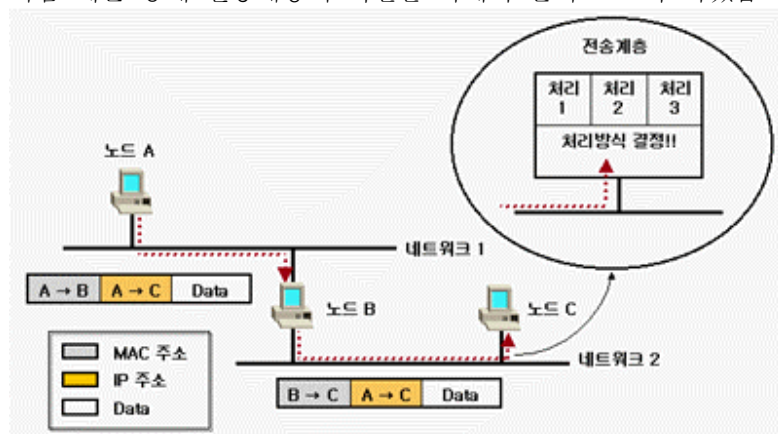 전송계층
처리 1 처리 2 처리 3
처리방식 결정!!
노드 A
네트워크 1
A → B A → C Data
노드 B
노드 C
MAC 주소
IP 주소
Data
네트워크 2
B → C A → C Data